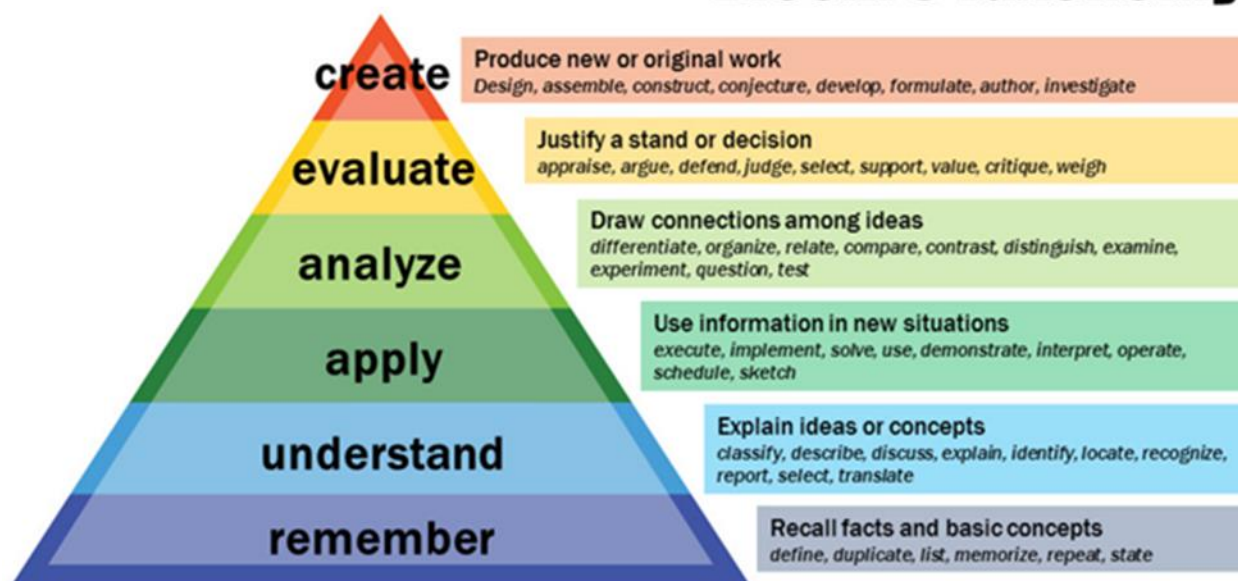 create
Produce new or original work
Design, assemble, construct, conjecture, develop, formulate, author, investigate
evaluate
Justify a stand or decision
appraise, argue, defend, judge, select, support, value, critique, weigh
analyze
Draw connections among ideas
differentiate, organize, relate, compare, contrast, distinguish, examine,
experiment, question, test
apply
Use information in new situations
execute, implement, solve, use, demonstrate, interpret, operate,
schedule, sketch
understand
Explain ideas or concepts
classify, describe, discuss, explain, identify, locate, recognize,
report, select, translate
remember
Recall facts and basic concepts
define, duplicate, list, memorize, repeat, state